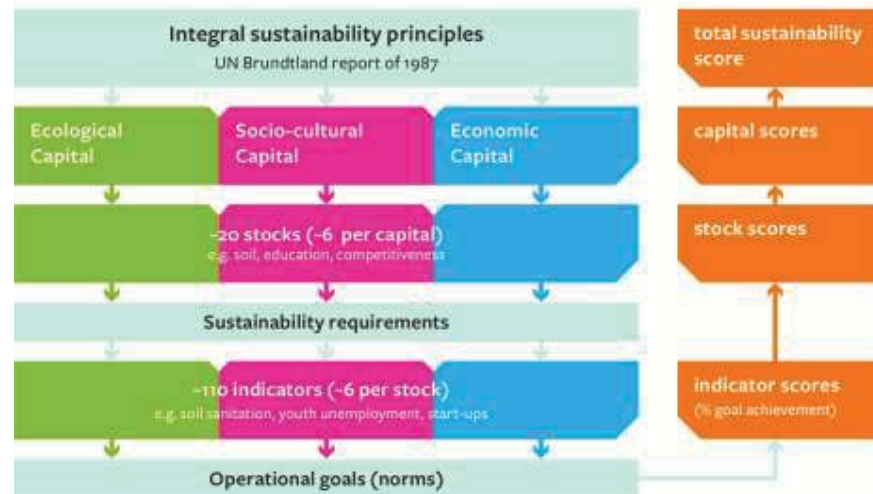 Integral sustainability principles
UN Brundtland report of 1987
Ecological
Capital
Socio-cultural
Capital
Economic
Capital
~20 stocks (~6 per capital)
e.g. soil, education, competitiveness
Sustainability requirements
~110 indicators (~6 per stock)
e.g. soil sanitation, youth unemployment, start-ups
Operational goals (norms)
total sustainability
score
capital scores
stock scores
indicator scores
(% goal achievement)